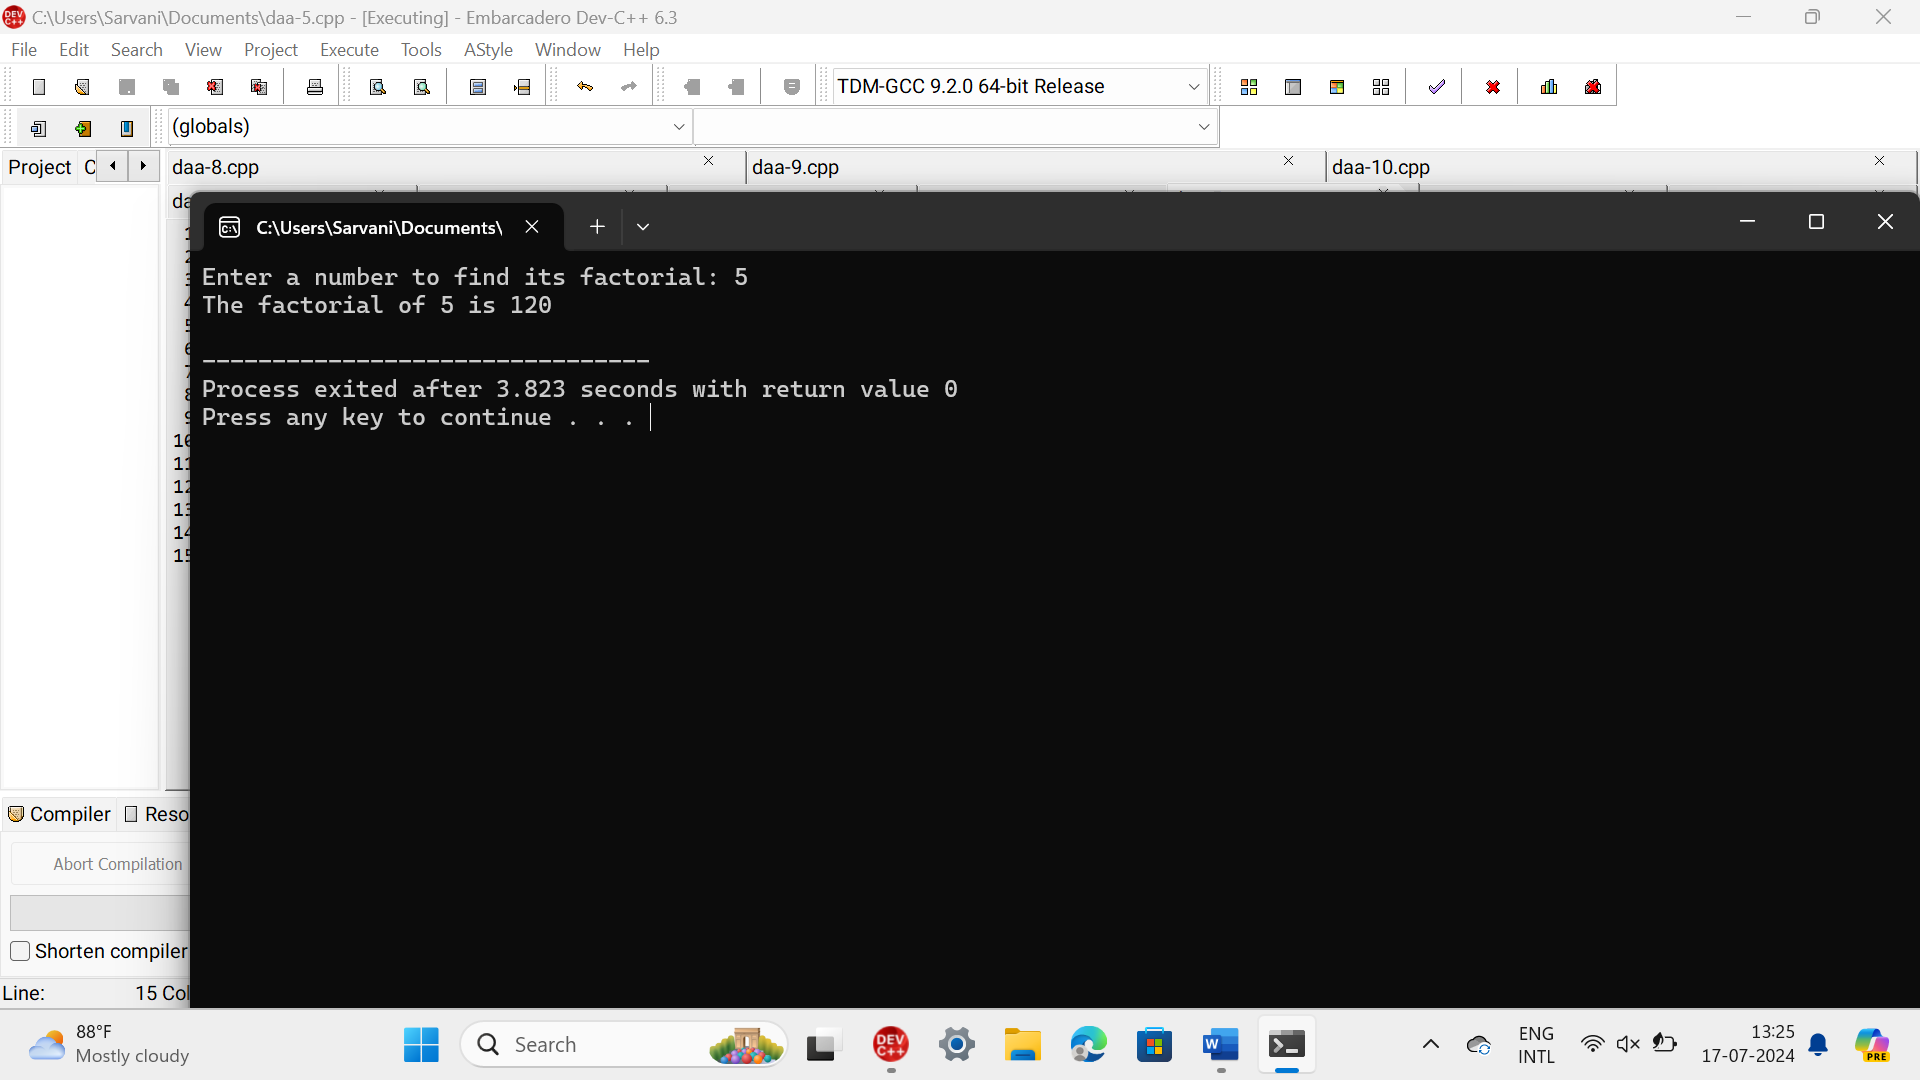 C:\Users\Sarvani\Documents\daa-5.cpp - [Executing] - Embarcadero Dev-C++ 6.3
File Edit Search View Project Execute Tools AStyle Window Help
TDM-GCC 9.2.0 64-bit Release
(globals)
Project
daa-8.cpp daa-9.cpp daa-10.cpp
C:\Users\Sarvani\Documents\
Enter a number to find its factorial: 5
The factorial of 5 is 120
--------------------------------
Process exited after 3.823 seconds with return value 0
Press any key to continue . . .
Compiler
Abort Compilation
Shorten compiler
Line: 15
88°F
Mostly cloudy
Search
DEV C++
ENG
INTL
13:25
17-07-2024
PRE